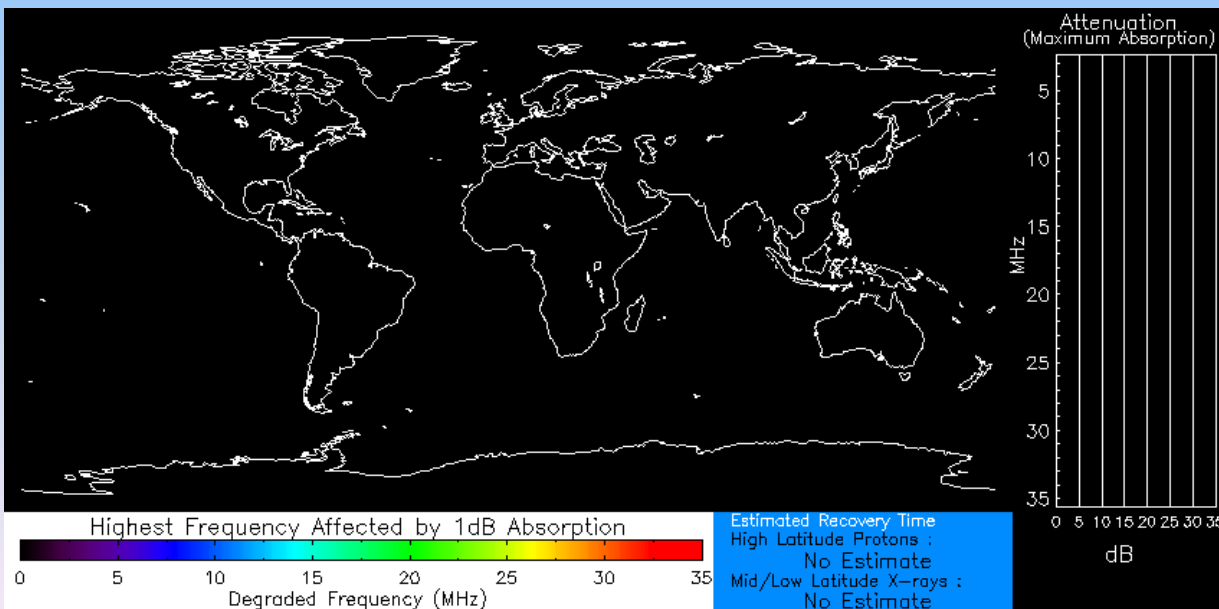 Attenuation
(Maximum Absorption)
5
10
15
20
25
30
35
MHz
0 5 10 15 20 25 30 35
dB
Highest Frequency Affected by 1dB Absorption
0 5 10 15 20 25 30 35
Degraded Frequency (MHz)
Estimated Recovery Time
High Latitude Protons :
No Estimate
Mid/Low Latitude X-rays :
No Estimate